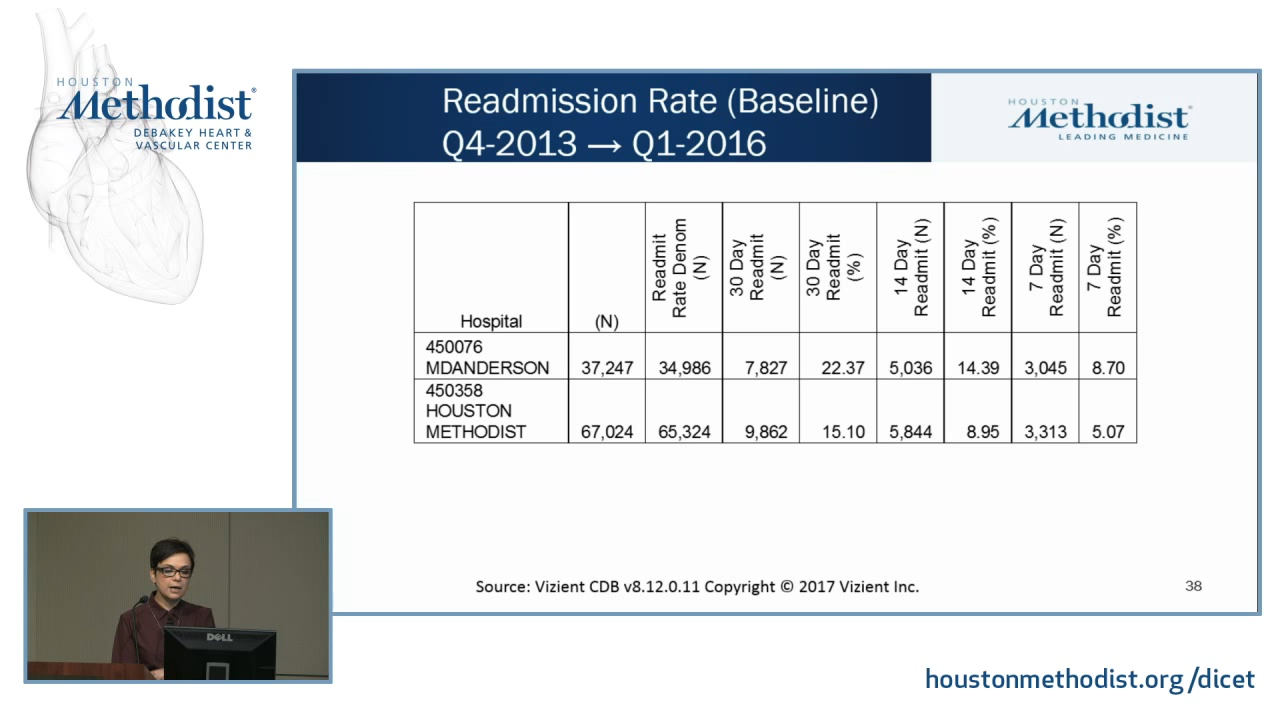 HOUSTON
Methodist®
DEBAKEY HEART &
VASCULAR CENTER
Readmission Rate (Baseline)
Q4-2013 → Q1-2016
HOUSTON
Methodist®
LEADING MEDICINE
Hospital
(N)
Readmit
Rate Denom
(N)
30 Day
Readmit
(N)
30 Day
Readmit
(%)
14 Day
Readmit (N)
14 Day
Readmit (%)
7 Day
Readmit (N)
7 Day
Readmit (%)
450076
MDANDERSON 37,247 34,986 7,827 22.37 5,036 14.39 3,045 8.70
450358
HOUSTON
METHODIST 67,024 65,324 9,862 15.10 5,844 8.95 3,313 5.07
Source: Vizient CDB v8.12.0.11 Copyright © 2017 Vizient Inc.
38
DELL
houstonmethodist.org/dicet